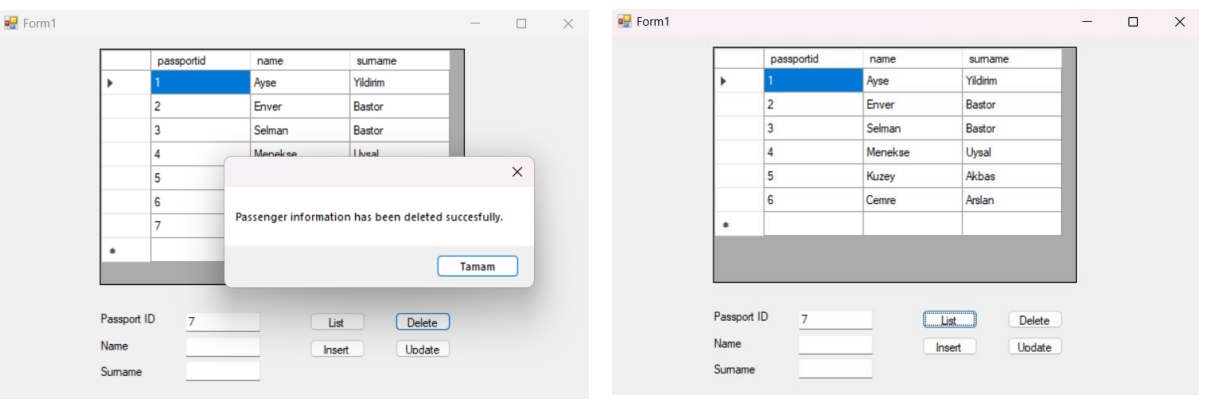 Form1
passportid name surname
1 Ayse Yildirim
2 Enver Bastor
3 Selman Bastor
4 Menekse Uysal
5
6
7
*
Passenger information has been deleted succesfully.
Tamam
Passport ID 7 List Delete
Name Insert Update
Surname
Form1
passportid name surname
1 Ayse Yildirim
2 Enver Bastor
3 Selman Bastor
4 Menekse Uysal
5 Kuzey Akbas
6 Cemre Arslan
*
Passport ID 7 List Delete
Name Insert Update
Surname